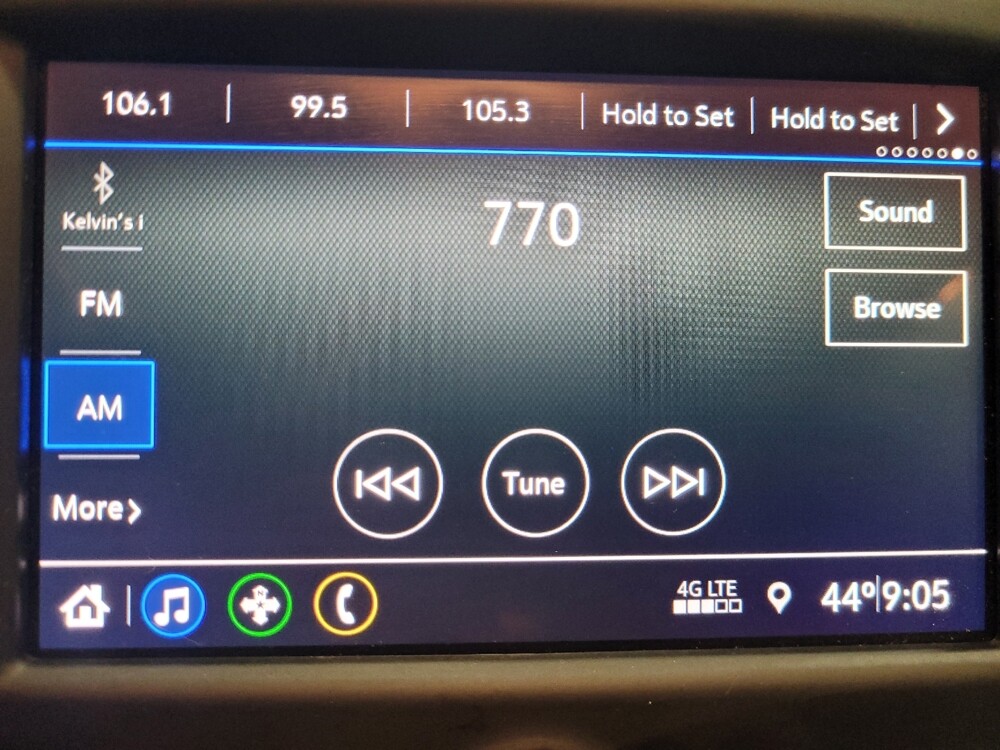 106.1 99.5 105.3 Hold to Set Hold to Set
Kelvin's i
770
Sound
FM
Browse
AM
Tune
More
4G LTE
44° 9:05